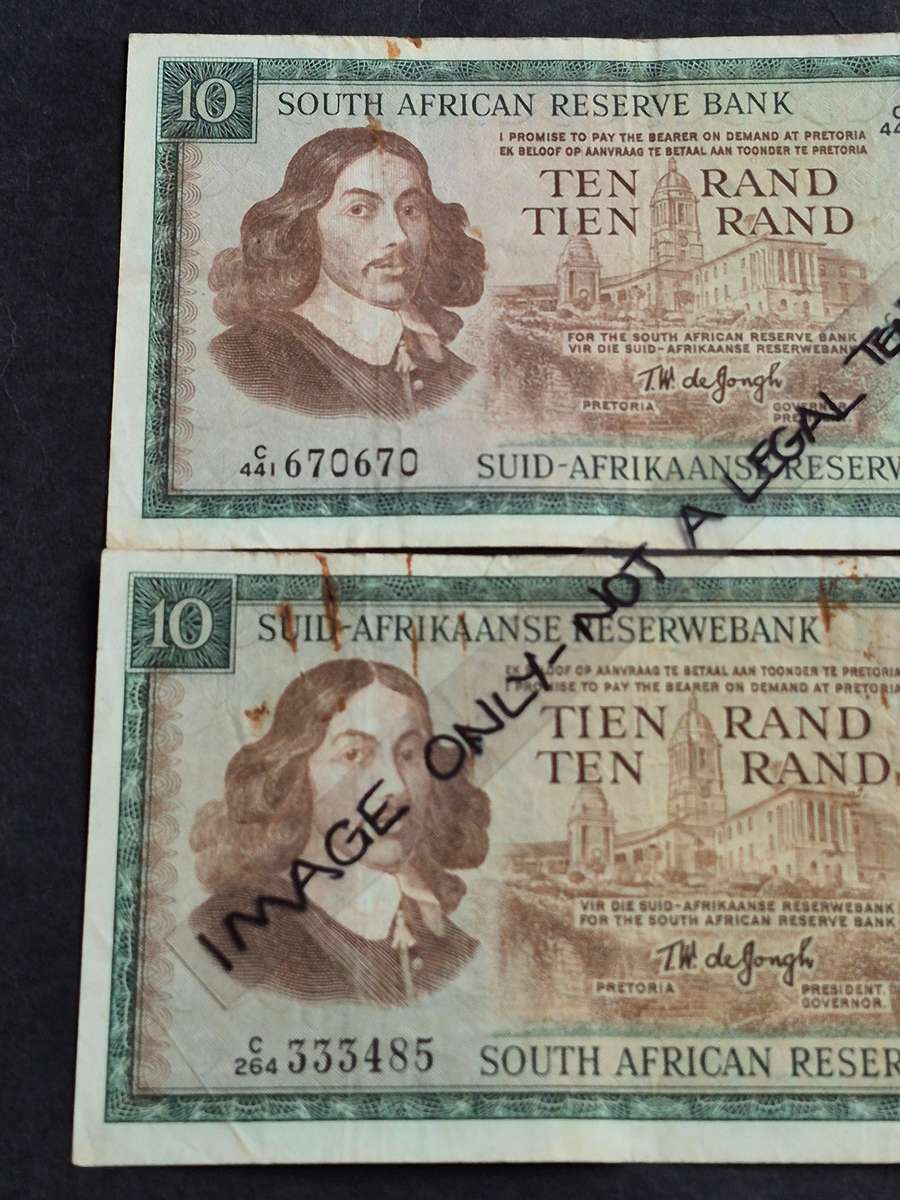 10
SOUTH AFRICAN RESERVE BANK
C
44
I PROMISE TO PAY THE BEARER ON DEMAND AT PRETORIA
EK BELOOF OP AANVRAAG TE BETAAL AAN TOONDER TE PRETORIA
TEN RAND
TIEN RAND
FOR THE SOUTH AFRICAN RESERVE BANK
VIR DIE SUID-AFRIKAANSE RESERWEBANK
T.W. de Jongh
PRETORIA
GOVERNOR
PRE
C
441 670670
SUID-AFRIKAANSE RESERW
IMAGE ONLY - NOT A LEGAL TEN
10
SUID-AFRIKAANSE RESERWEBANK
EK BELOOF OP AANVRAAG TE BETAAL AAN TOONDER TE PRETORIA
I PROMISE TO PAY THE BEARER ON DEMAND AT PRETORIA
TIEN RAND
TEN RAND
VIR DIE SUID-AFRIKAANSE RESERWEBANK
FOR THE SOUTH AFRICAN RESERVE BANK
T.W. de Jongh
PRETORIA
PRESIDENT.
GOVERNOR.
C
264 333485
SOUTH AFRICAN RESER